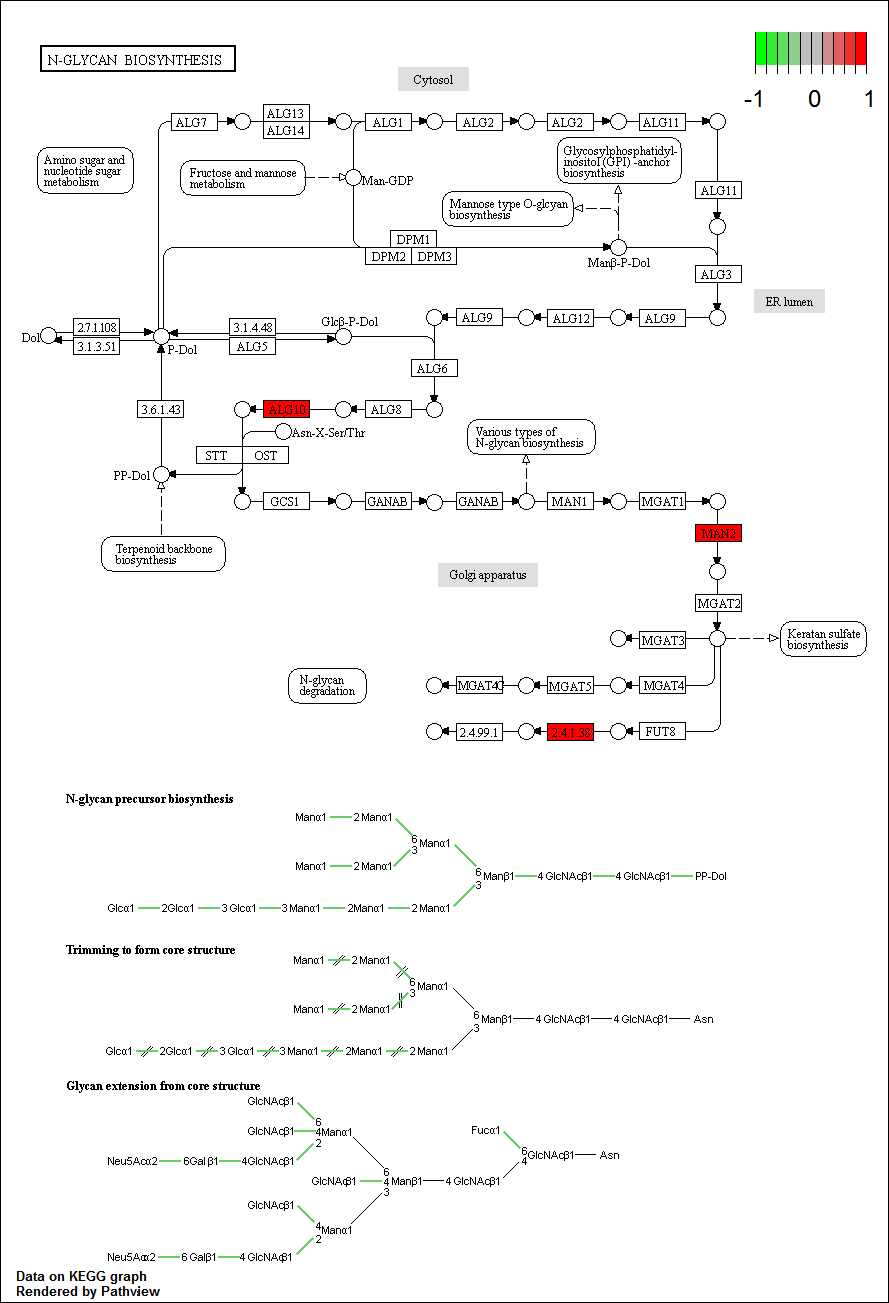 N-GLYCAN BIOSYNTHESIS
Cytosol
-1 0 1
ALG7
ALG13
ALG14
ALG1
ALG2
ALG2
ALG11
Amino sugar and
nucleotide sugar
metabolism
Fructose and mannose
metabolism
Man-GDP
Glycosylphosphatidyl-
inositol (GPI) -anchor
biosynthesis
Mannose type O-glcyan
biosynthesis
ALG11
DPM1
DPM2
DPM3
Manβ-P-Dol
ALG3
ER lumen
Dol
2.7.1.108
3.1.3.51
P-Dol
3.1.4.48
ALG5
Glcβ-P-Dol
ALG9
ALG12
ALG9
ALG6
3.6.1.43
ALG10
ALG8
Asn-X-Ser/Thr
STT
OST
PP-Dol
Various types of
N-glycan biosynthesis
GCS1
GANAB
GANAB
MAN1
MGAT1
Terpenoid backbone
biosynthesis
MAN2
Golgi apparatus
MGAT2
MGAT3
Keratan sulfate
biosynthesis
N-glycan
degradation
MGAT4C
MGAT5
MGAT4
2.4.99.1
2.4.1.38
FUT8
N-glycan precursor biosynthesis
Manα1 2 Manα1
6
3 Manα1
Manα1 2 Manα1
6
3 Manβ1 4 GlcNAcβ1 4 GlcNAcβ1 PP-Dol
Glcα1 2Glcα1 3 Glcα1 3 Manα1 2Manα1 2 Manα1
Trimming to form core structure
Manα1 2 Manα1
6
3 Manα1
Manα1 2 Manα1
6
3 Manβ1 4 GlcNAcβ1 4 GlcNAcβ1 Asn
Glcα1 2Glcα1 3 Glcα1 3 Manα1 2Manα1 2 Manα1
Glycan extension from core structure
GlcNAcβ1
6
GlcNAcβ1 4Manα1
2
Neu5Acα2 6Gal β1 4GlcNAcβ1
Fucα1
6
4 GlcNAcβ1 Asn
6
GlcNAcβ1 4 Manβ1 4 GlcNAcβ1
3
GlcNAcβ1
4
2 Manα1
Neu5Acα2 6 Galβ1 4 GlcNAcβ1
Data on KEGG graph
Rendered by Pathview